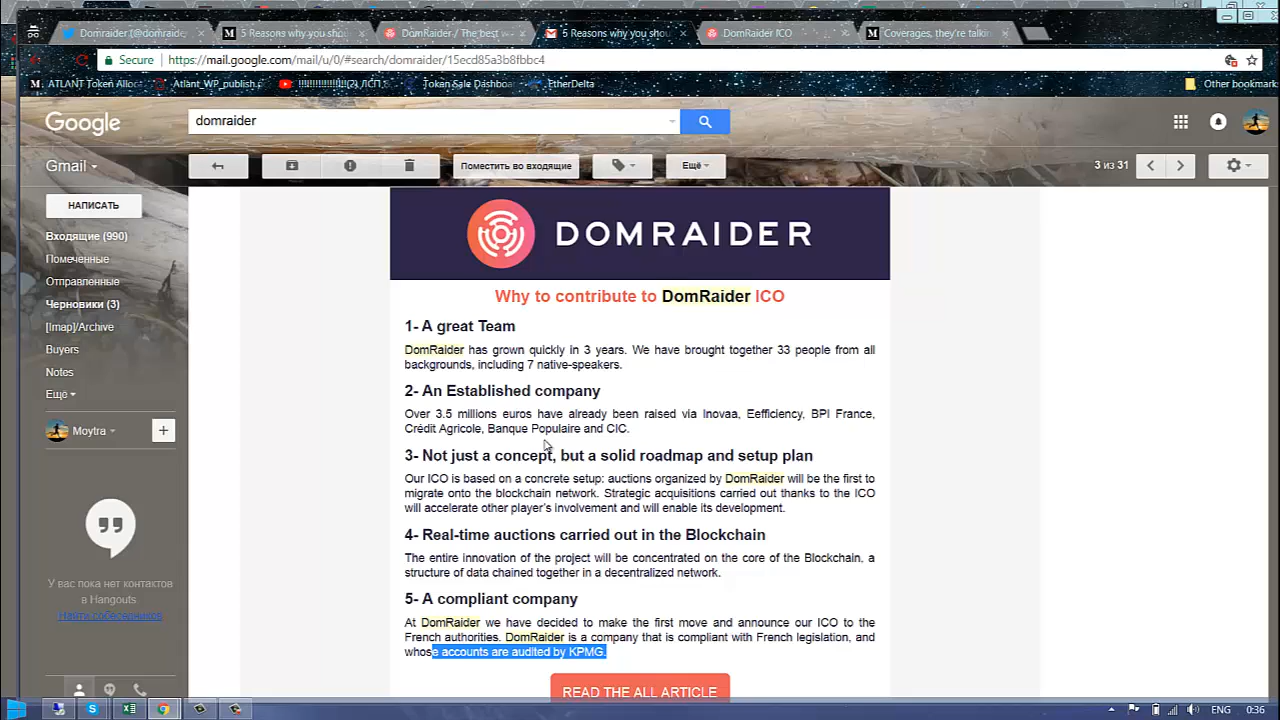 Domraider (@domraide
5 Reasons why you shou
DomRaider / The best w
5 Reasons why you shou
DomRaider ICO
Coverages, they're talkin
Secure
https://mail.google.com/mail/u/0/#search/domraider/15ecd85a3b8fbbc4
ATLANT Token Alloc
Atlant_WP_publish.p
!!!!!!!!!!!!!!!(2) ЛСП
Token Sale Dashboa
EtherDelta
Other bookmark
Google
domraider
Gmail
Поместить во входящие
Ещё
3 из 31
НАПИСАТЬ
Входящие (990)
Помеченные
Отправленные
Черновики (3)
[Imap]/Archive
Buyers
Notes
Ещё
Moytra
У вас пока нет контактов
в Hangouts
Найти собеседников
DOMRAIDER
Why to contribute to DomRaider ICO
1- A great Team
DomRaider has grown quickly in 3 years. We have brought together 33 people from all
backgrounds, including 7 native-speakers.
2- An Established company
Over 3.5 millions euros have already been raised via Inovaa, Eefficiency, BPI France,
Crédit Agricole, Banque Populaire and CIC.
3- Not just a concept, but a solid roadmap and setup plan
Our ICO is based on a concrete setup: auctions organized by DomRaider will be the first to
migrate onto the blockchain network. Strategic acquisitions carried out thanks to the ICO
will accelerate other player's involvement and will enable its development.
4- Real-time auctions carried out in the Blockchain
The entire innovation of the project will be concentrated on the core of the Blockchain, a
structure of data chained together in a decentralized network.
5- A compliant company
At DomRaider we have decided to make the first move and announce our ICO to the
French authorities. DomRaider is a company that is compliant with French legislation, and
whose accounts are audited by KPMG.
READ THE ALL ARTICLE
ENG
0:36